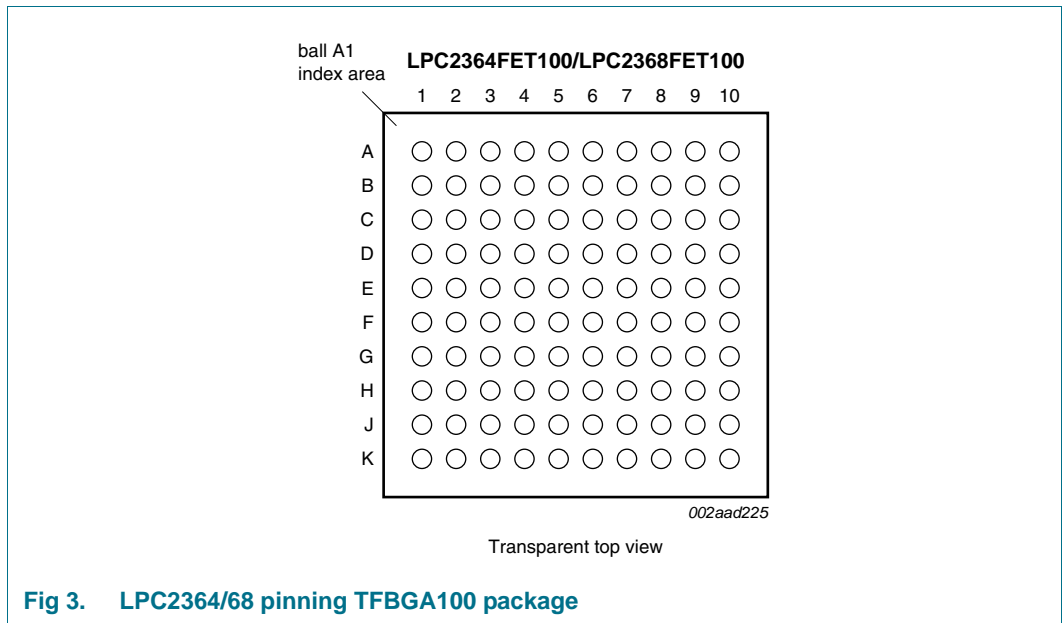 ball A1
index area
LPC2364FET100/LPC2368FET100
1 2 3 4 5 6 7 8 9 10
A
B
C
D
E
F
G
H
J
K
002aad225
Transparent top view
Fig 3. LPC2364/68 pinning TFBGA100 package